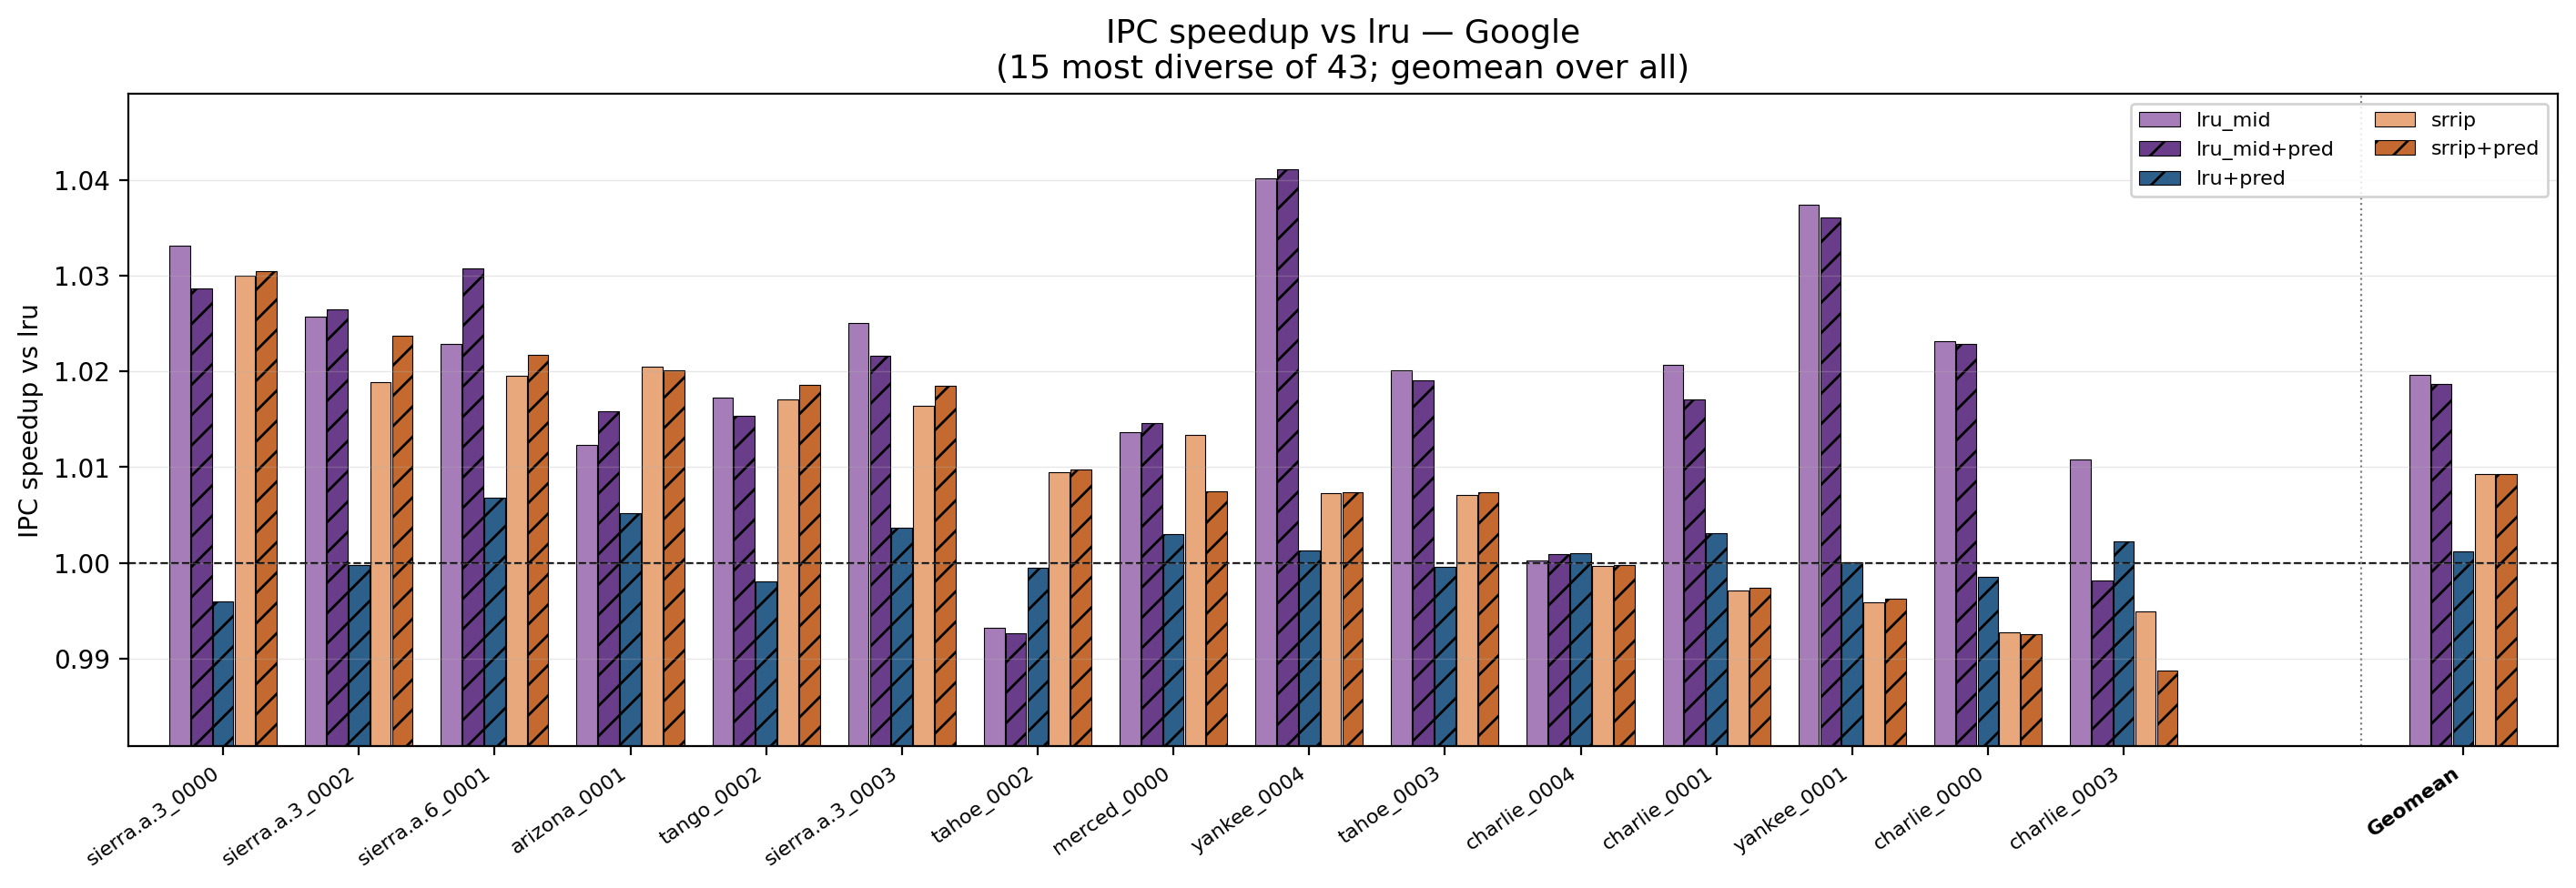 IPC speedup vs lru — Google
(15 most diverse of 43; geomean over all)
lru_mid
lru_mid+pred
lru+pred
srrip
srrip+pred
IPC speedup vs lru
1.04
1.03
1.02
1.01
1.00
0.99
sierra.a.3_0000
sierra.a.3_0002
sierra.a.6_0001
arizona_0001
tango_0002
sierra.a.3_0003
tahoe_0002
merced_0000
yankee_0004
tahoe_0003
charlie_0004
charlie_0001
yankee_0001
charlie_0000
charlie_0003
Geomean